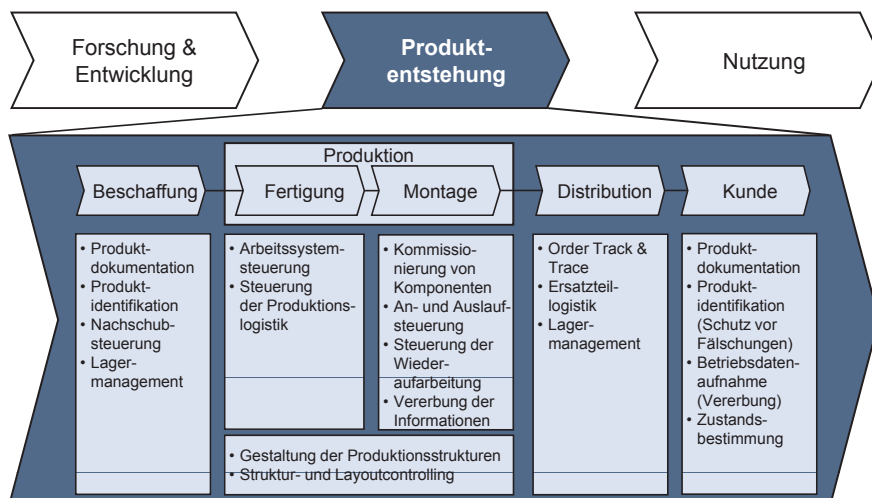 Forschung &
Entwicklung
Produkt-
entstehung
Nutzung
Produktion
Beschaffung
Fertigung
Montage
Distribution
Kunde
• Produkt-
dokumentation
• Produkt-
identifikation
• Nachschub-
steuerung
• Lager-
management
• Arbeitssystem-
steuerung
• Steuerung
der Produktions-
logistik
• Kommissio-
nierung von
Komponenten
• An- und Auslauf-
steuerung
• Steuerung der
Wieder-
aufarbeitung
• Vererbung der
Informationen
• Gestaltung der Produktionsstrukturen
• Struktur- und Layoutcontrolling
• Order Track &
Trace
• Ersatzteil-
logistik
• Lager-
management
• Produkt-
dokumentation
• Produkt-
identifikation
(Schutz vor
Fälschungen)
• Betriebsdaten-
aufnahme
(Vererbung)
• Zustands-
bestimmung